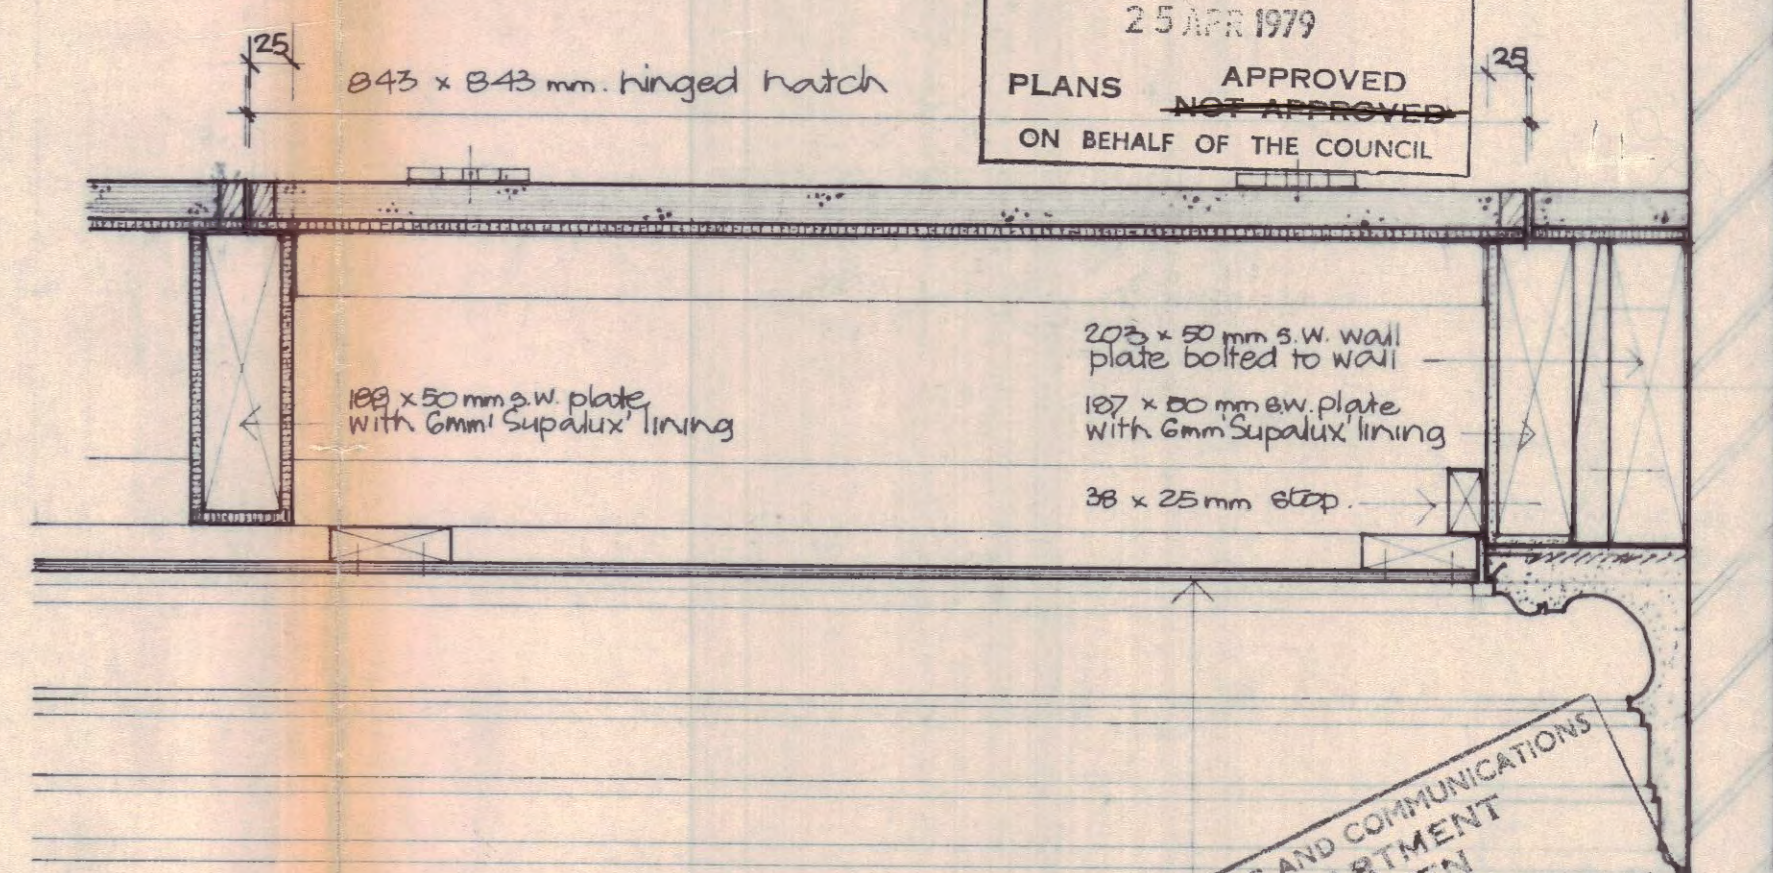 25 APR 1979
PLANS APPROVED
NOT APPROVED
ON BEHALF OF THE COUNCIL
25
843 x 843 mm. hinged hatch
25
203 x 50 mm s.w. wall
plate bolted to wall
188 x 50 mm s.w. plate
with 6mm 'Supalux' lining
187 x 50 mm s.w. plate
with 6mm 'Supalux' lining
38 x 25 mm stop.
AND COMMUNICATIONS